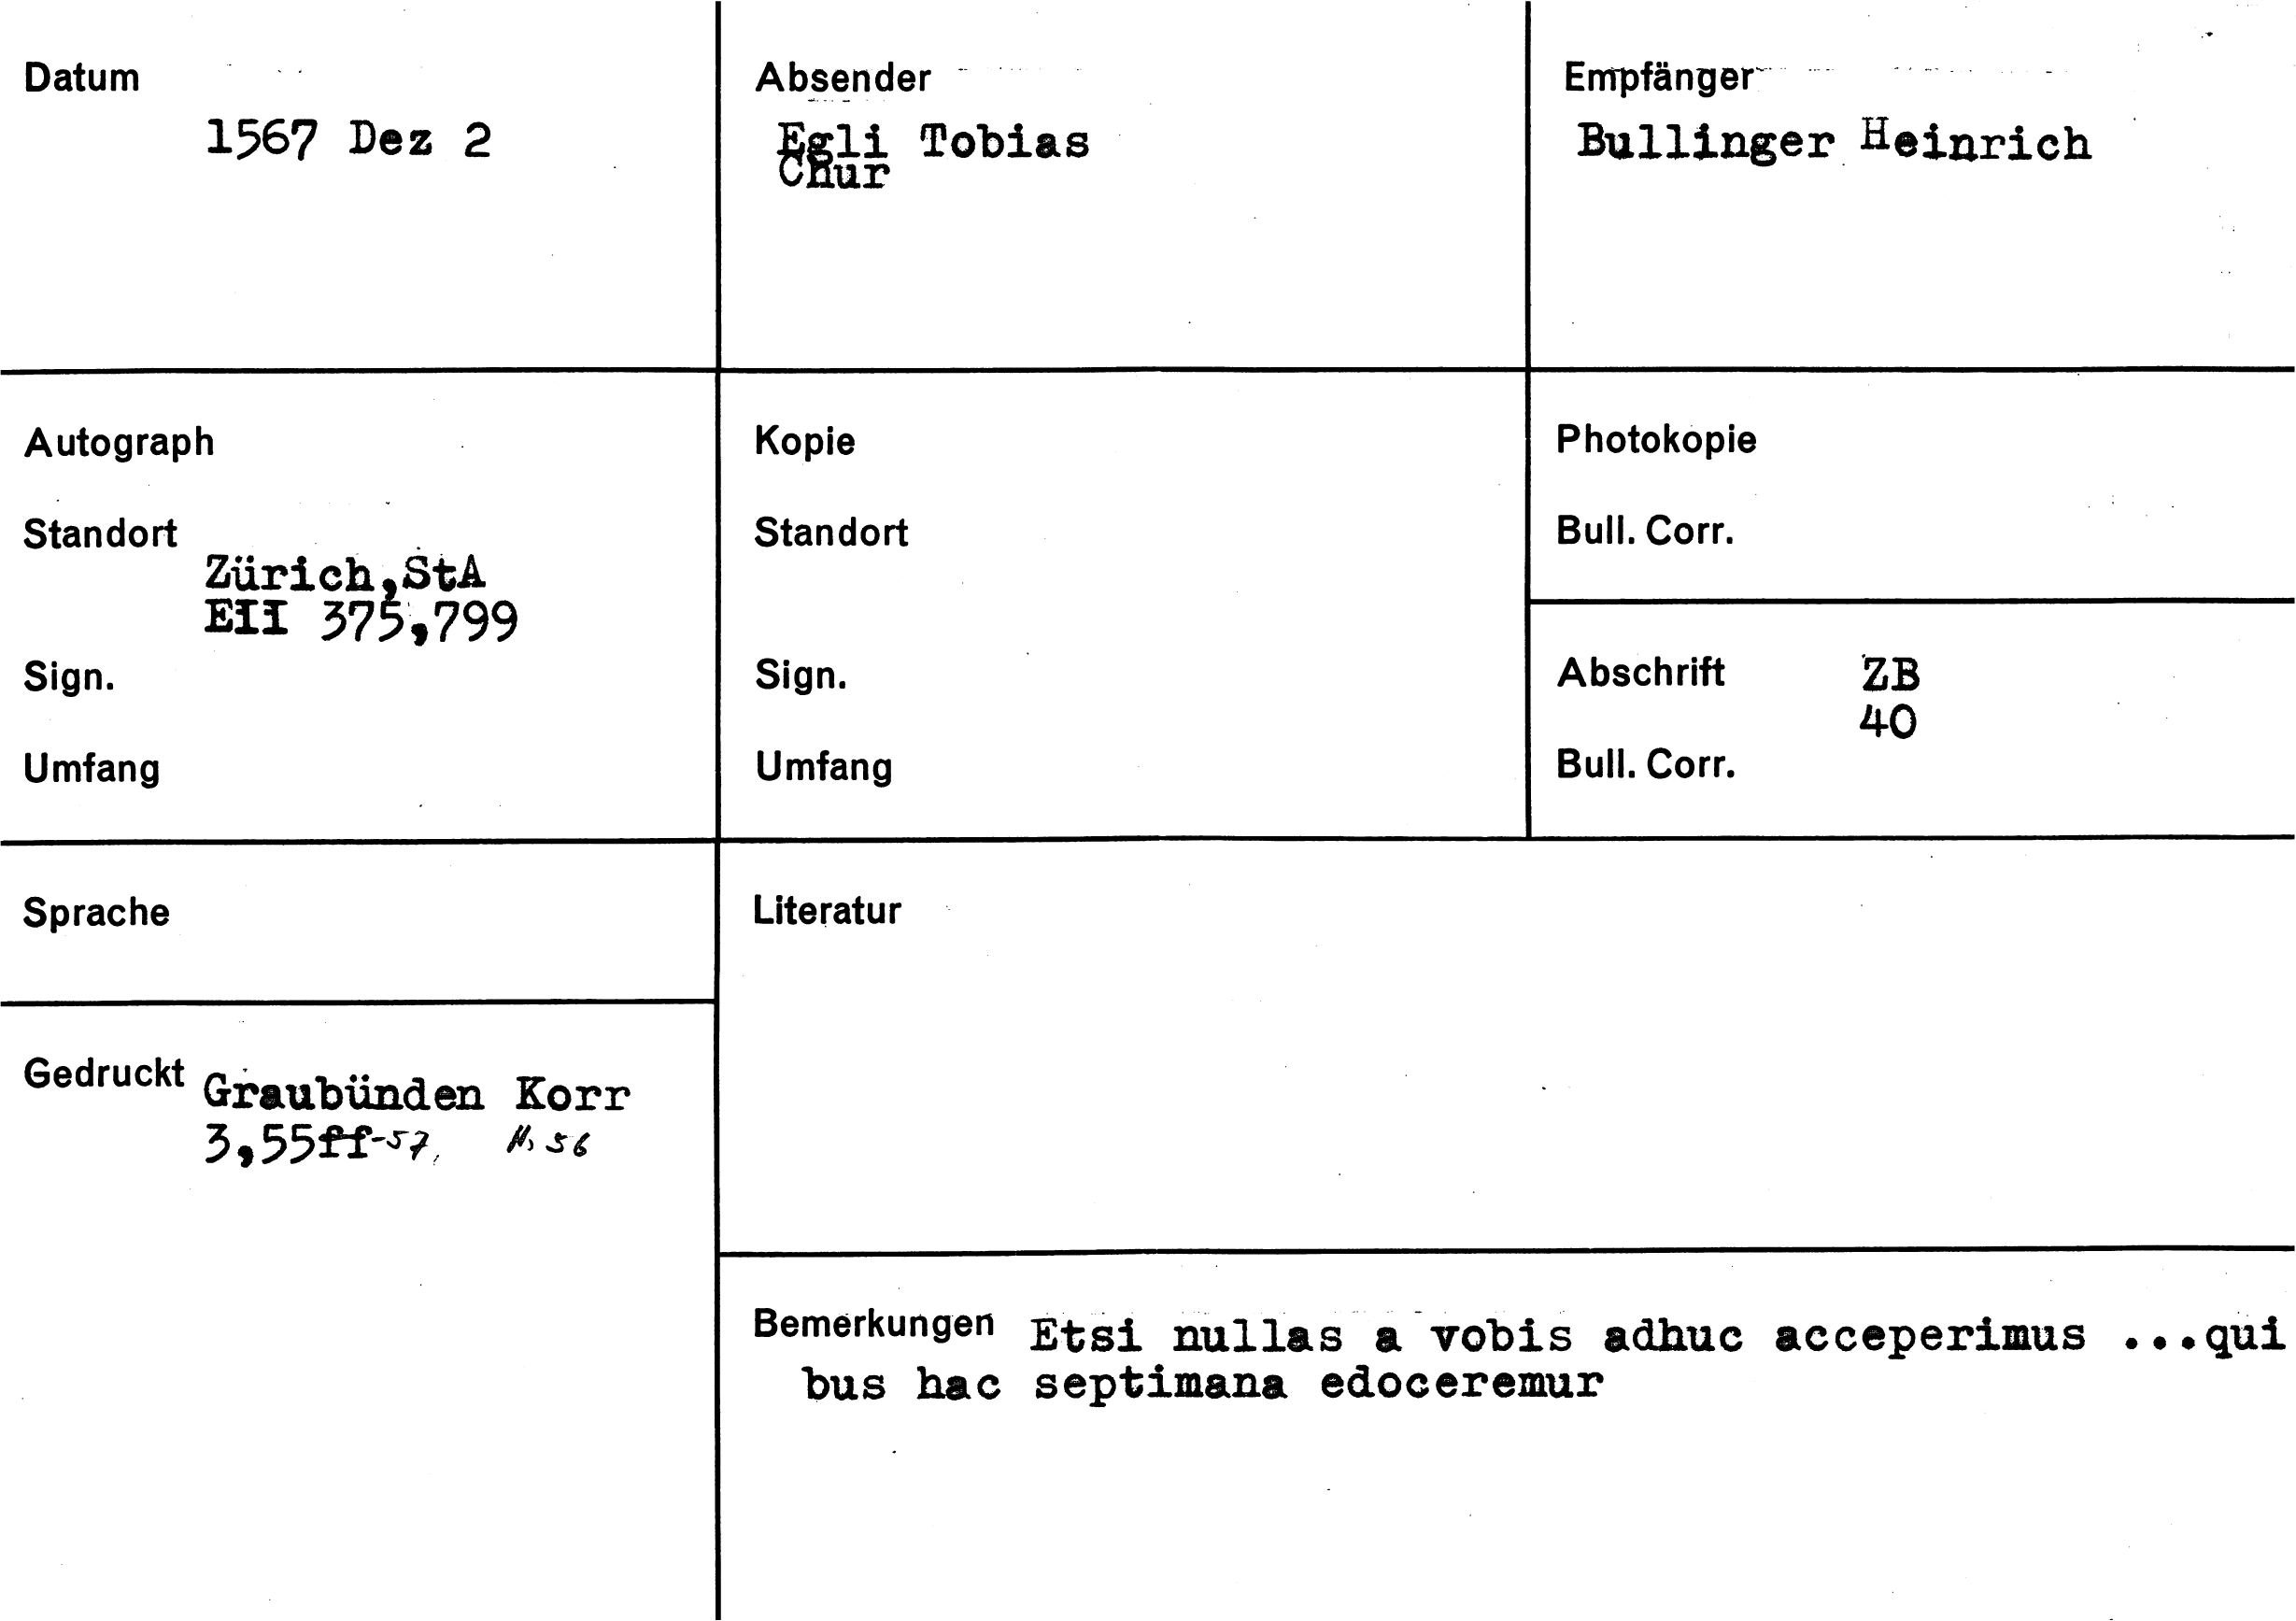 Datum
1567 Dez 2
Absender
Egli Tobias
Chur
Empfänger
Bullinger Heinrich
Autograph
Standort
Zürich,StA
EII 375,799
Sign.
Umfang
Kopie
Standort
Sign.
Umfang
Photokopie
Bull. Corr.
Abschrift ZB
40
Bull. Corr.
Sprache
Literatur
Gedruckt Graubünden Korr
3,55ff-57, N. 56
Bemerkungen Etsi nullas a vobis adhuc acceperimus ...qui
bus hac septimana edoceremur